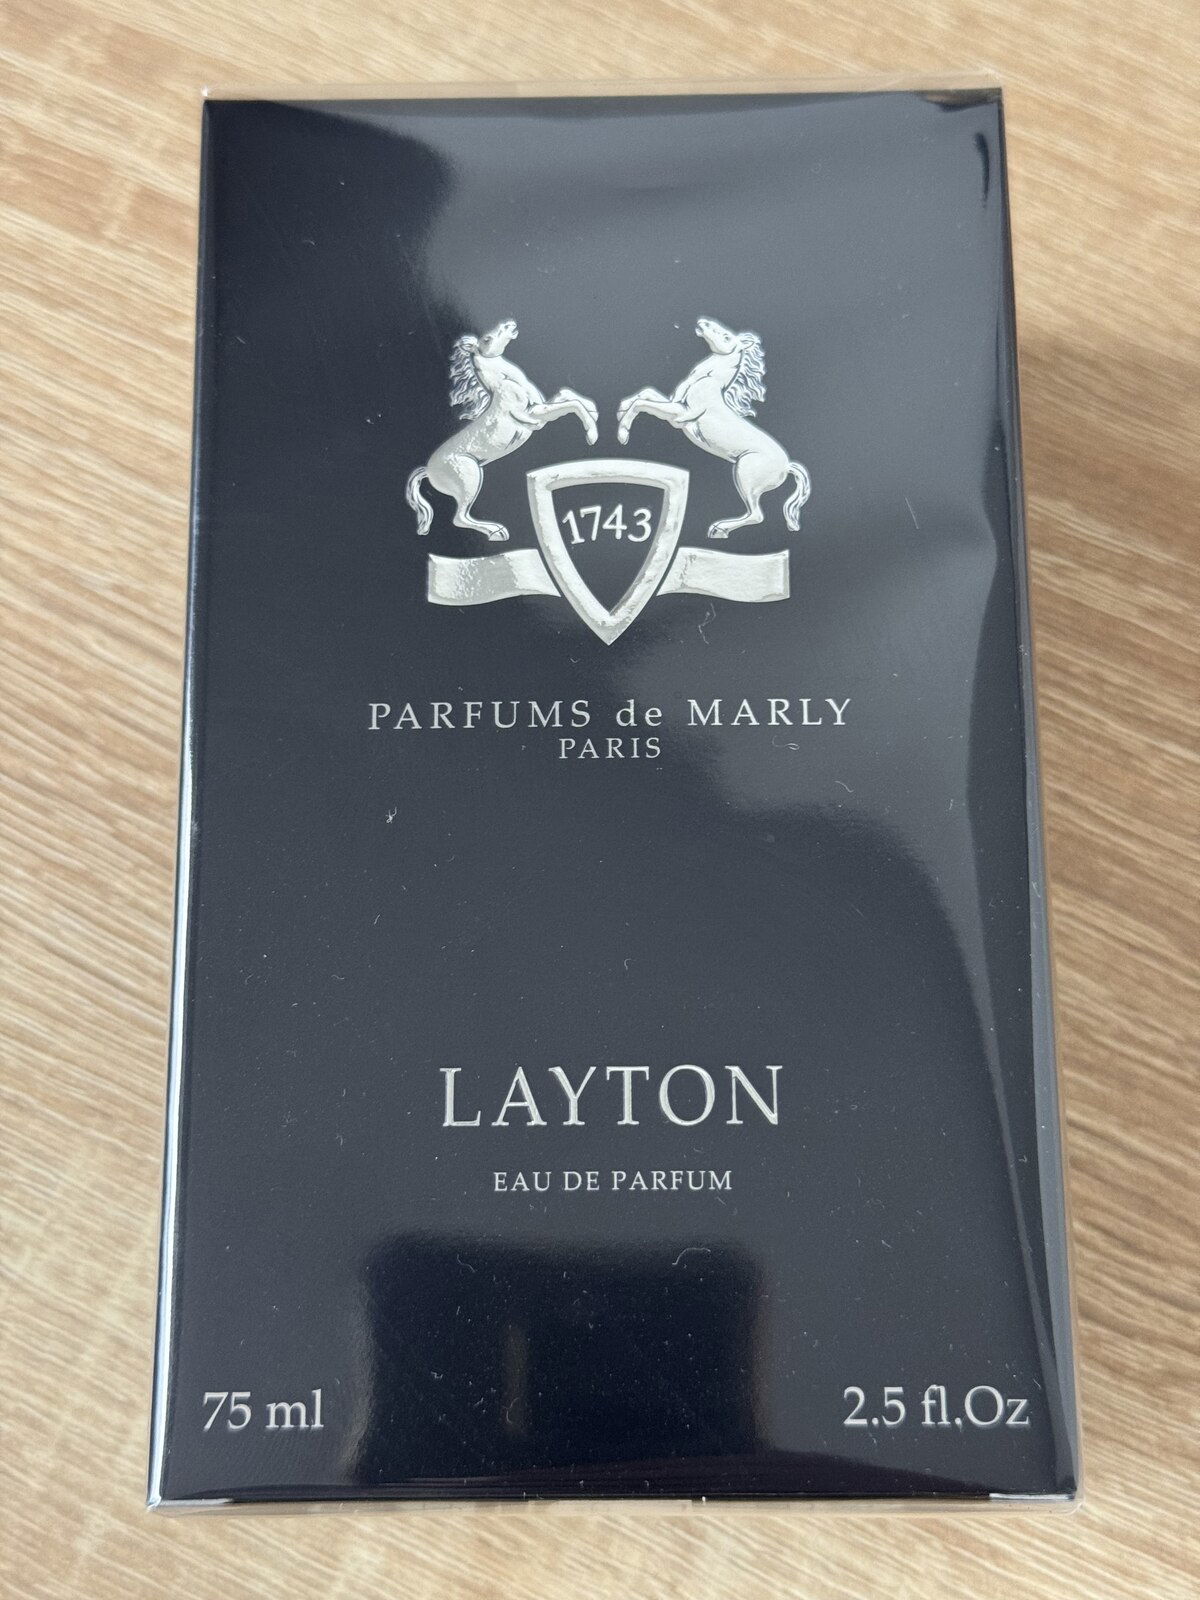 1743
PARFUMS de MARLY
PARIS
LAYTON
EAU DE PARFUM
75 ml
2.5 fl.Oz